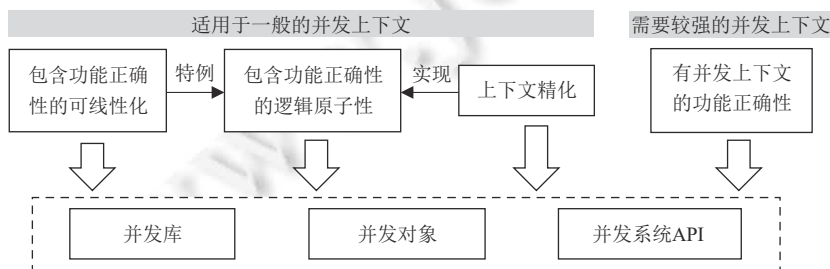 适用于一般的并发上下文
需要较强的并发上下文
包含功能正确
性的可线性化
特例
包含功能正确性
的逻辑原子性
实现
上下文精化
有并发上下文
的功能正确性
并发库
并发对象
并发系统API